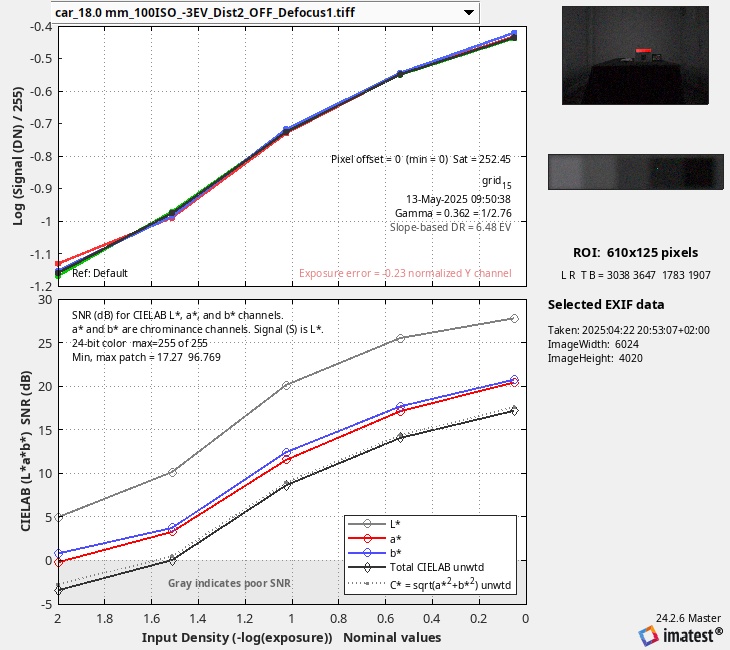 car_18.0 mm_100ISO_-3EV_Dist2_OFF_Defocus1.tiff
-0.4
-0.5
-0.6
-0.7
-0.8
-0.9
-1
-1.1
-1.2
Log (Signal (DN) / 255)
Pixel offset = 0 (min = 0) Sat = 252.45
grid15
13-May-2025 09:50:38
Gamma = 0.362 = 1/2.76
Slope-based DR = 6.48 EV
Ref: Default
Exposure error = -0.23 normalized Y channel
30
25
20
15
10
5
0
-5
CIELAB (L*a*b*) SNR (dB)
SNR (dB) for CIELAB L*, a*, and b* channels.
a* and b* are chrominance channels. Signal (S) is L*.
24-bit color max=255 of 255
Min, max patch = 17.27 96.769
L*
a*
b*
Total CIELAB unwtd
C* = sqrt(a*2+b*2) unwtd
Gray indicates poor SNR
2 1.8 1.6 1.4 1.2 1 0.8 0.6 0.4 0.2 0
Input Density (-log(exposure)) Nominal values
ROI: 610x125 pixels
L R T B = 3038 3647 1783 1907
Selected EXIF data
Taken: 2025:04:22 20:53:07+02:00
ImageWidth: 6024
ImageHeight: 4020
24.2.6 Master
imatest®